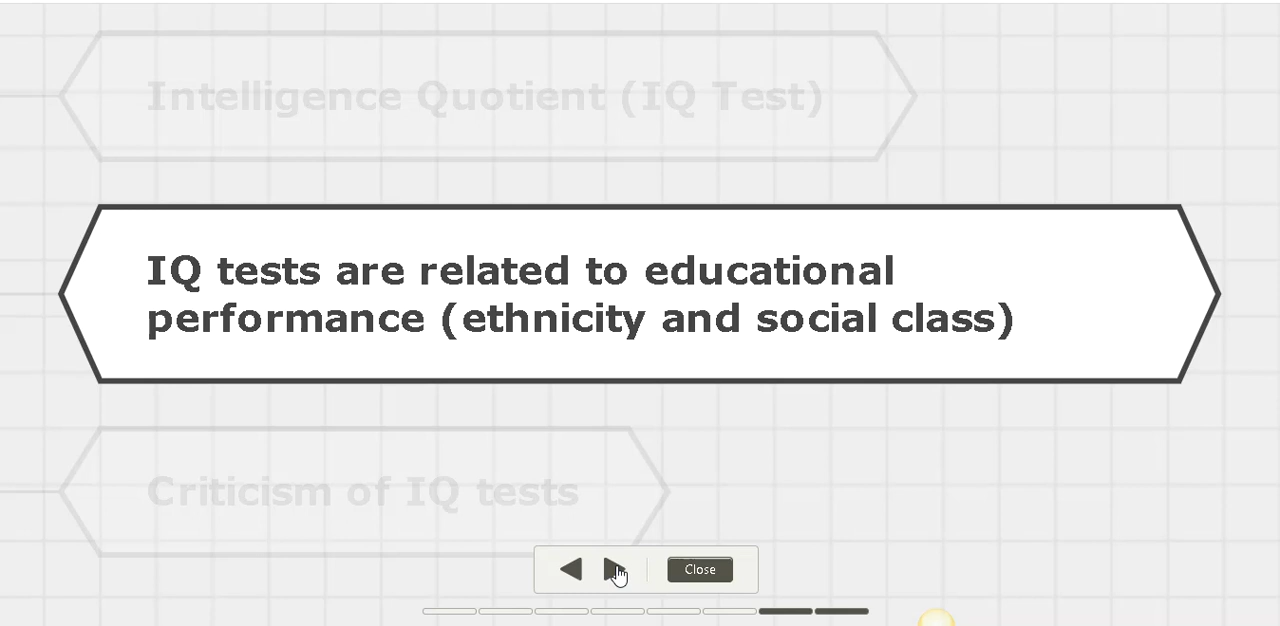 Intelligence Quotient (IQ Test)
IQ tests are related to educational
performance (ethnicity and social class)
Criticism of IQ tests
Close